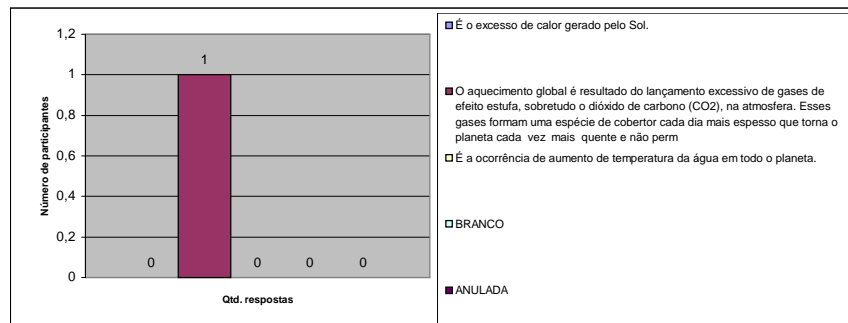 1,2
1
0,8
0,6
0,4
0,2
0
Número de participantes
0
1
0
0
0
Qtd. respostas
É o excesso de calor gerado pelo Sol.
O aquecimento global é resultado do lançamento excessivo de gases de
efeito estufa, sobretudo o dióxido de carbono (CO2), na atmosfera. Esses
gases formam uma espécie de cobertor cada dia mais espesso que torna o
planeta cada vez mais quente e não perm
É a ocorrência de aumento de temperatura da água em todo o planeta.
BRANCO
ANULADA